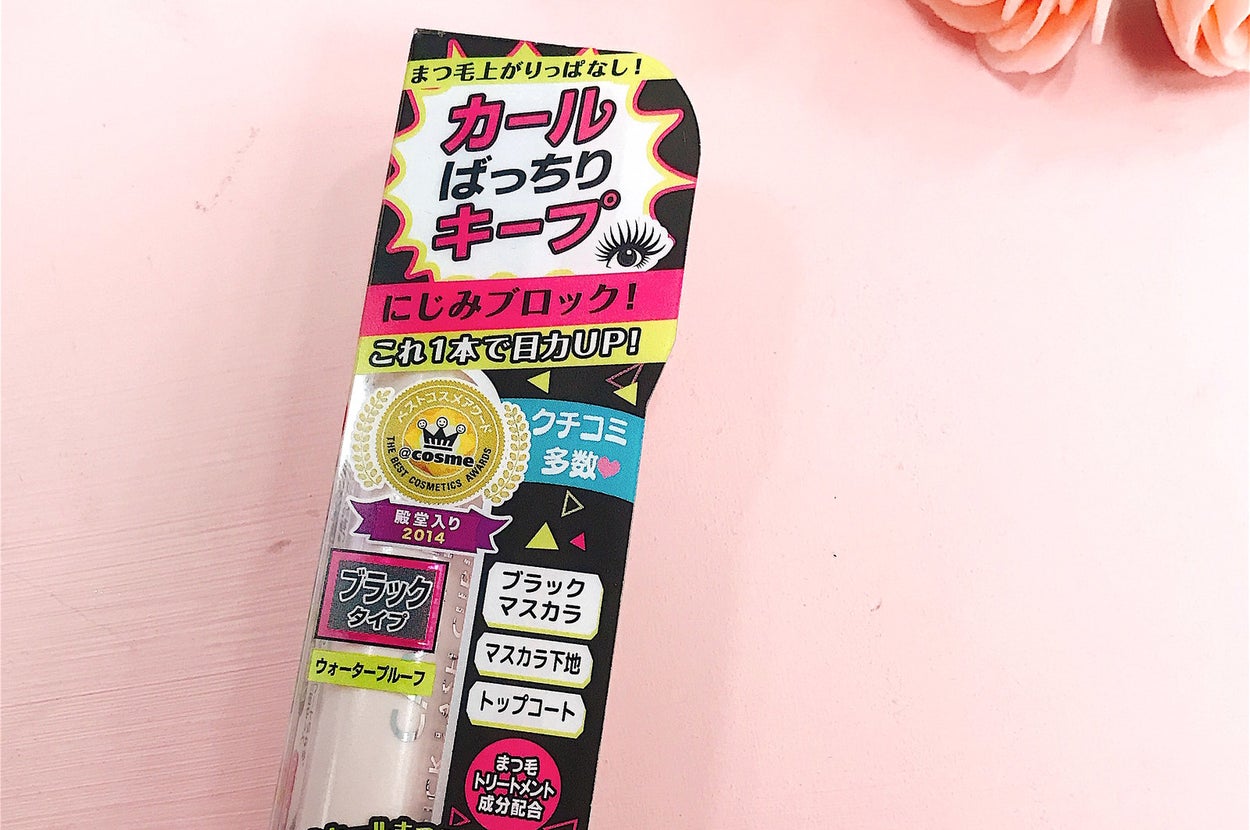 まつ毛上がりっぱなし!
カール
ばっちり
キープ
にじみブロック!
これ1本で目力UP!
ベストコスメアワード
@cosme
THE BEST COSMETICS AWARDS
殿堂入り
2014
クチコミ
多数
ブラック
タイプ
ウォータープルーフ
ブラック
マスカラ
マスカラ下地
トップコート
まつ毛
トリートメント
成分配合